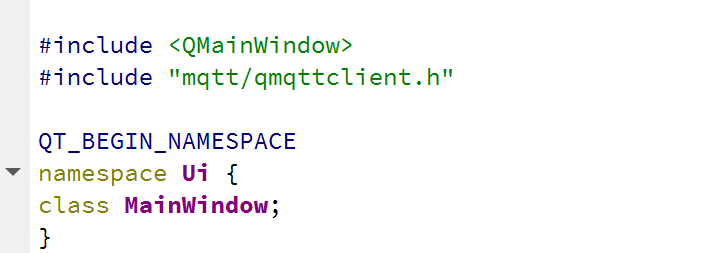 #include <QMainWindow>
#include "mqtt/qmqttclient.h"
QT_BEGIN_NAMESPACE
namespace Ui {
class MainWindow;
}